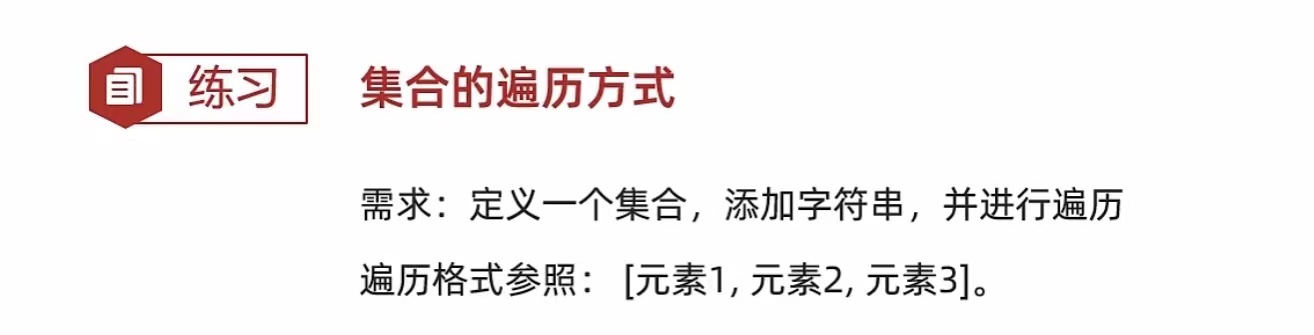 练习
集合的遍历方式
需求：定义一个集合，添加字符串，并进行遍历
遍历格式参照： [元素1, 元素2, 元素3]。